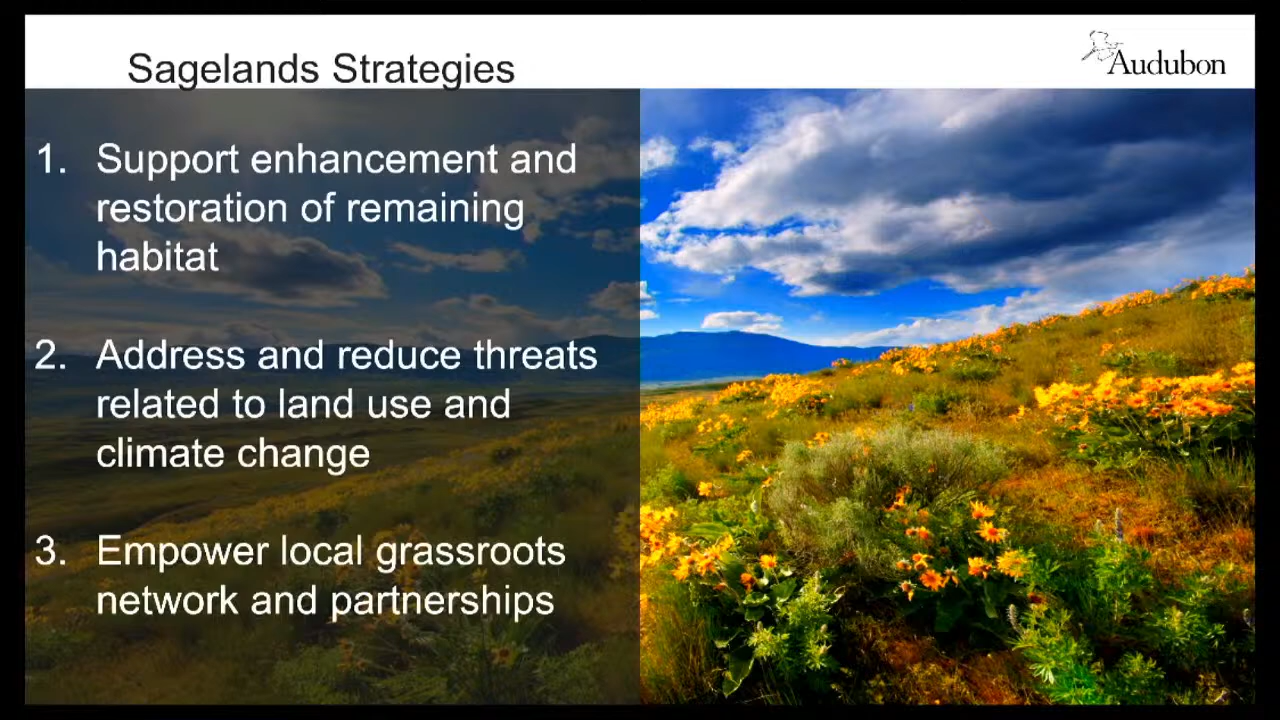 Sagelands Strategies
Audubon
1. Support enhancement and
restoration of remaining
habitat
2. Address and reduce threats
related to land use and
climate change
3. Empower local grassroots
network and partnerships